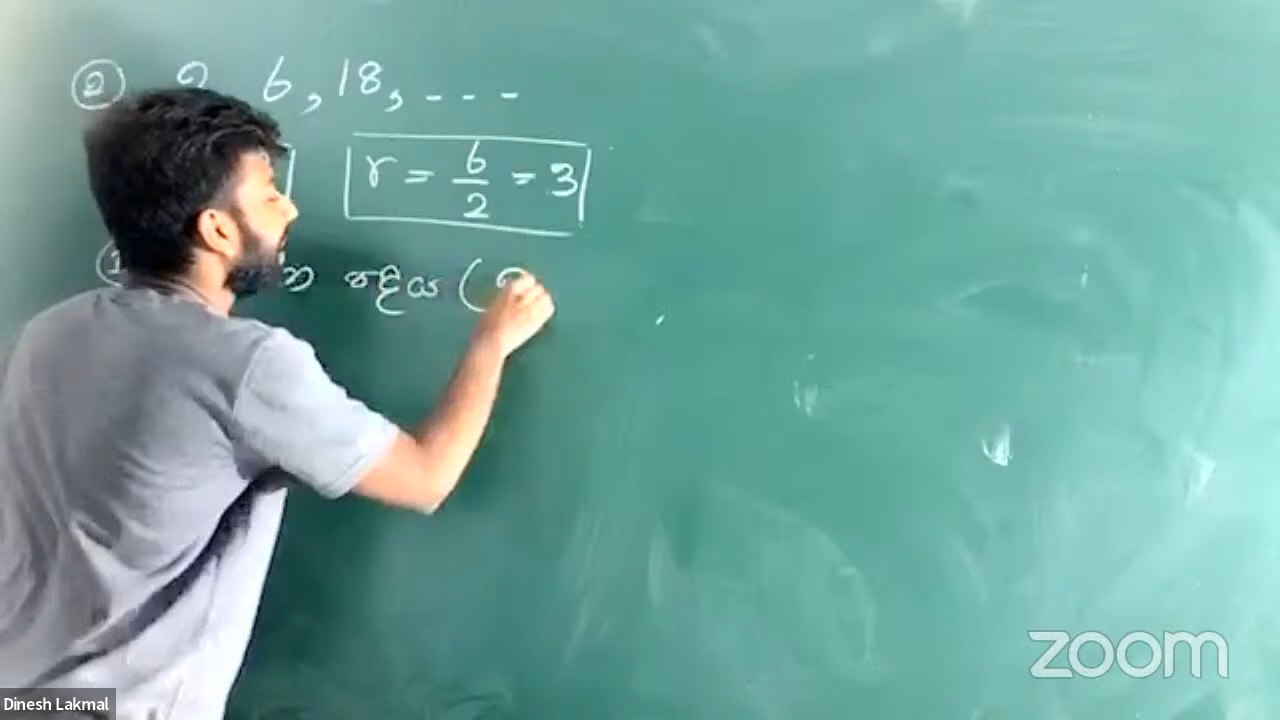 ② 2, 6, 18, ---
r = 6/2 = 3
න පදය (
zoom
Dinesh Lakmal